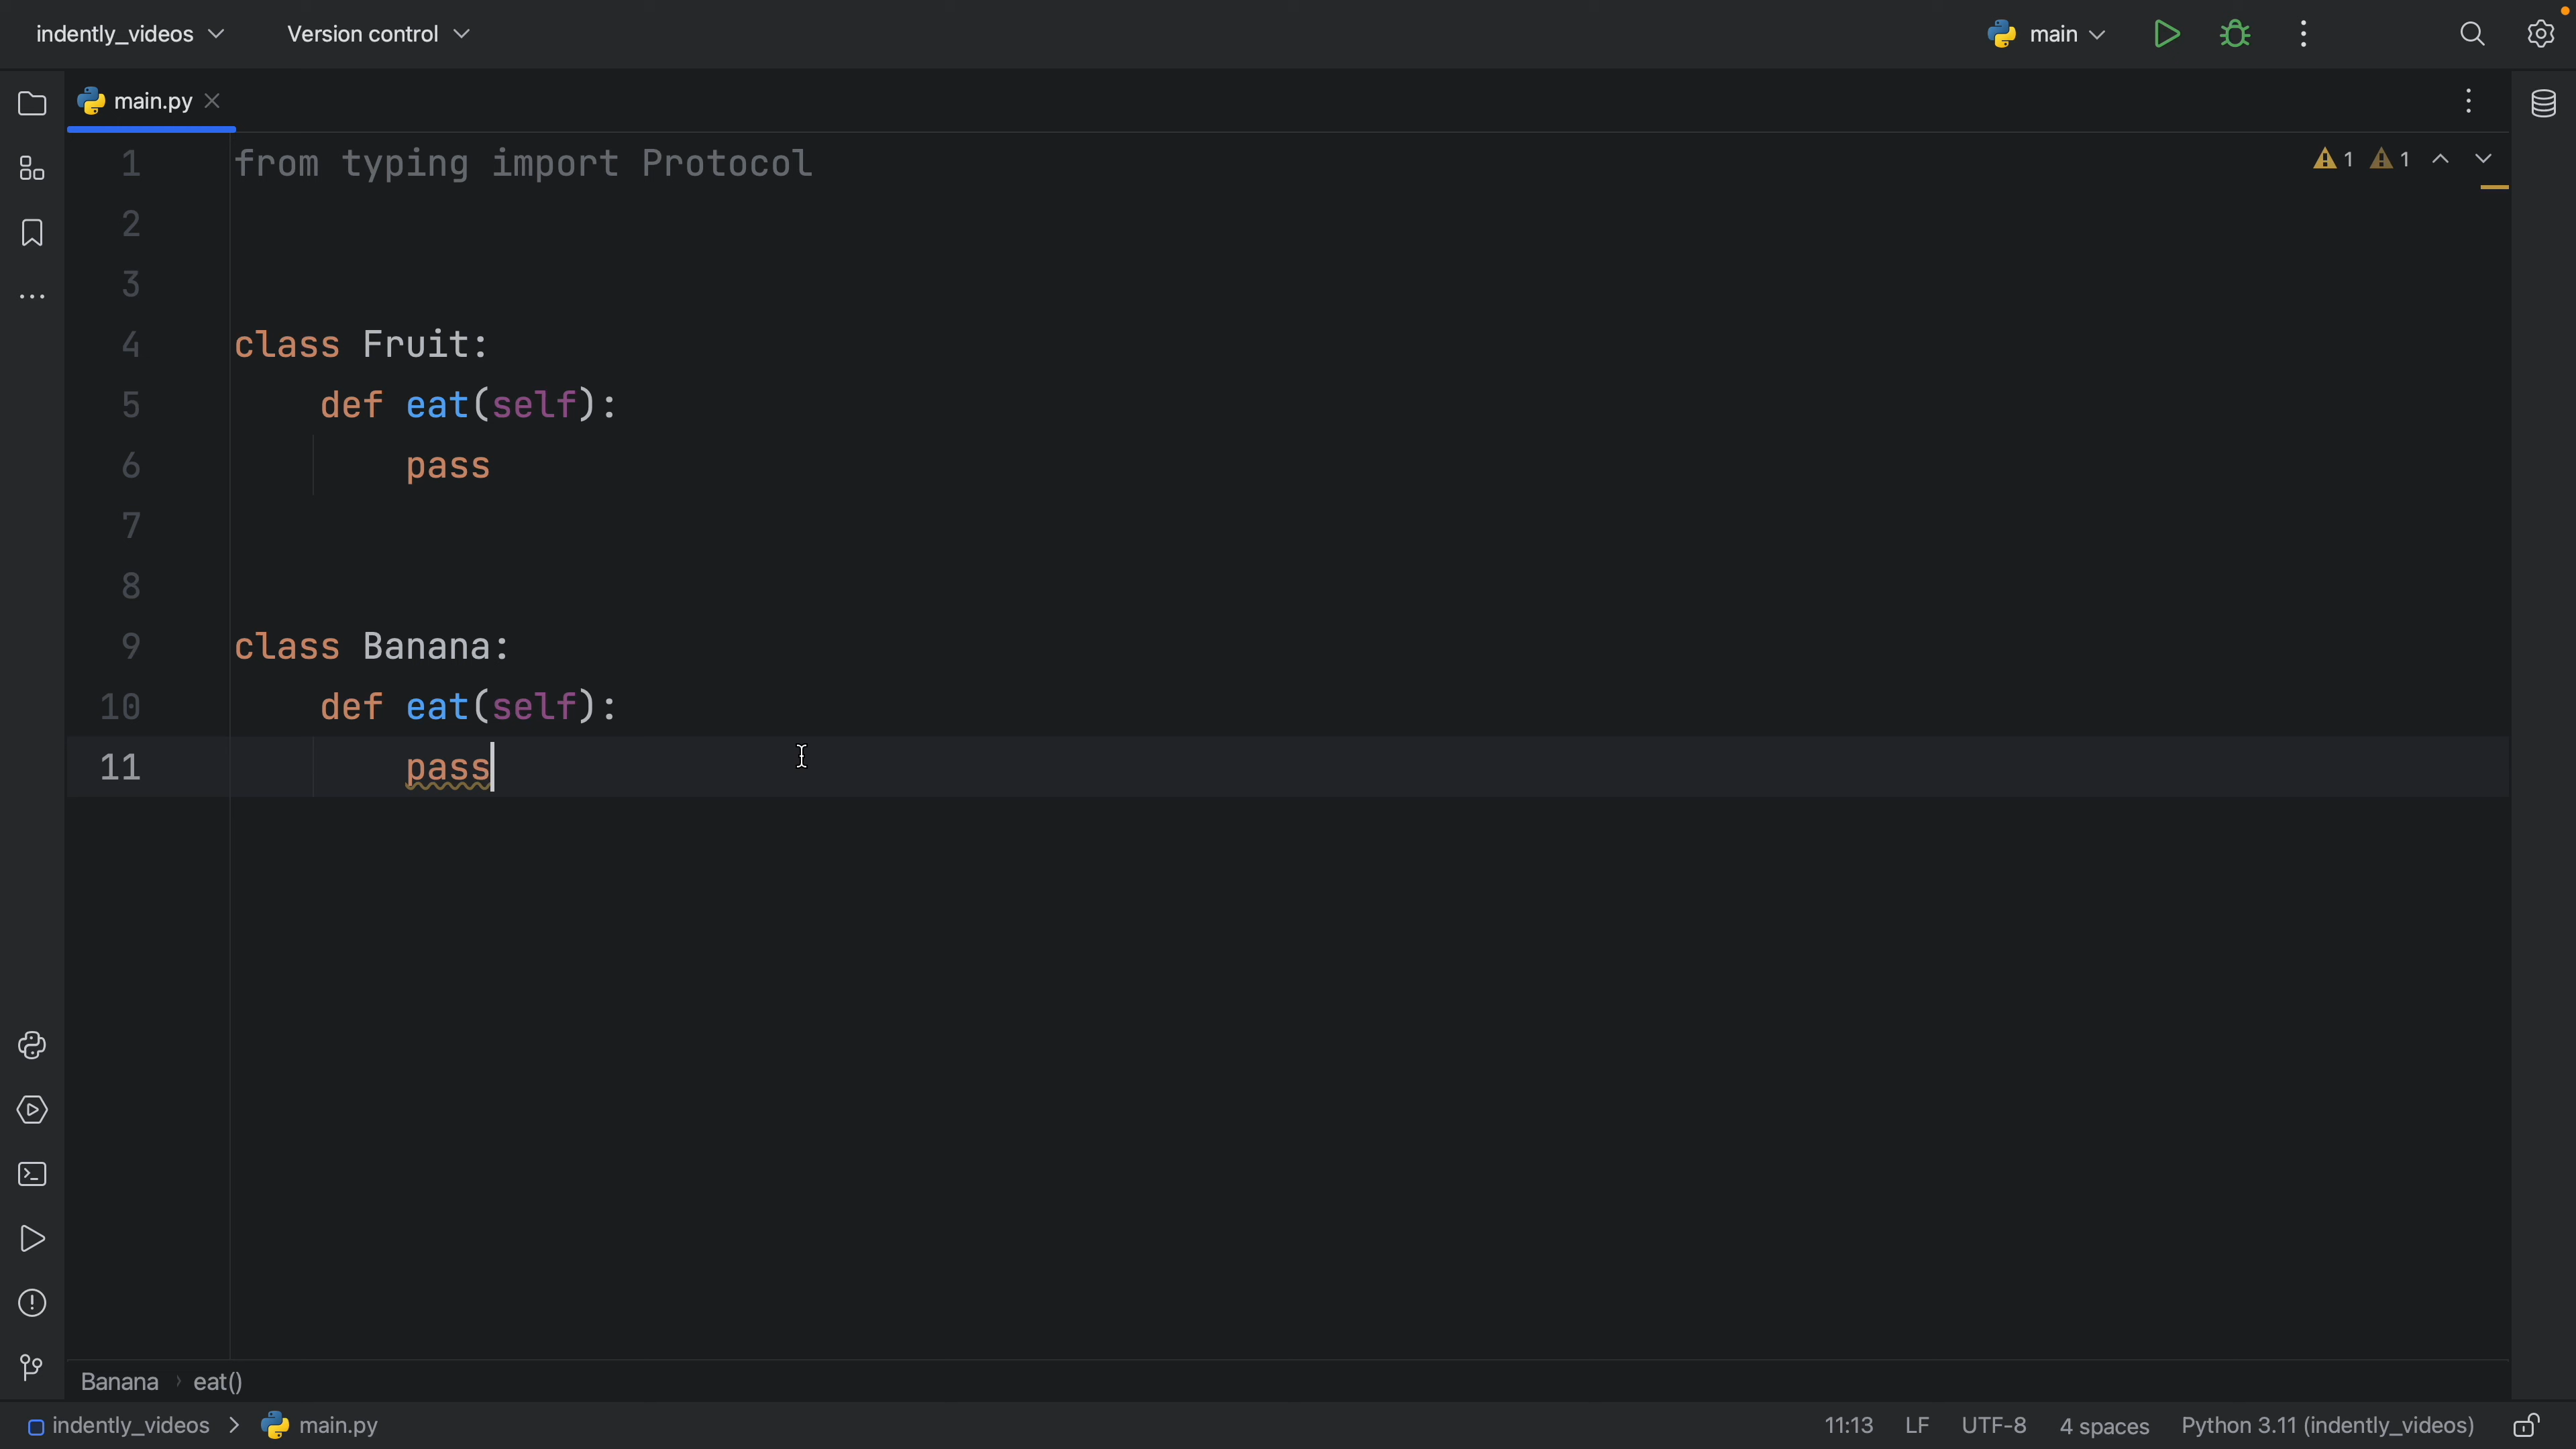 indently_videos Version control main
main.py
1 from typing import Protocol 1 1
2
3
4 class Fruit:
5 def eat(self):
6 pass
7
8
9 class Banana:
10 def eat(self):
11 pass
Banana eat()
indently_videos main.py 11:13 LF UTF-8 4 spaces Python 3.11 (indently_videos)